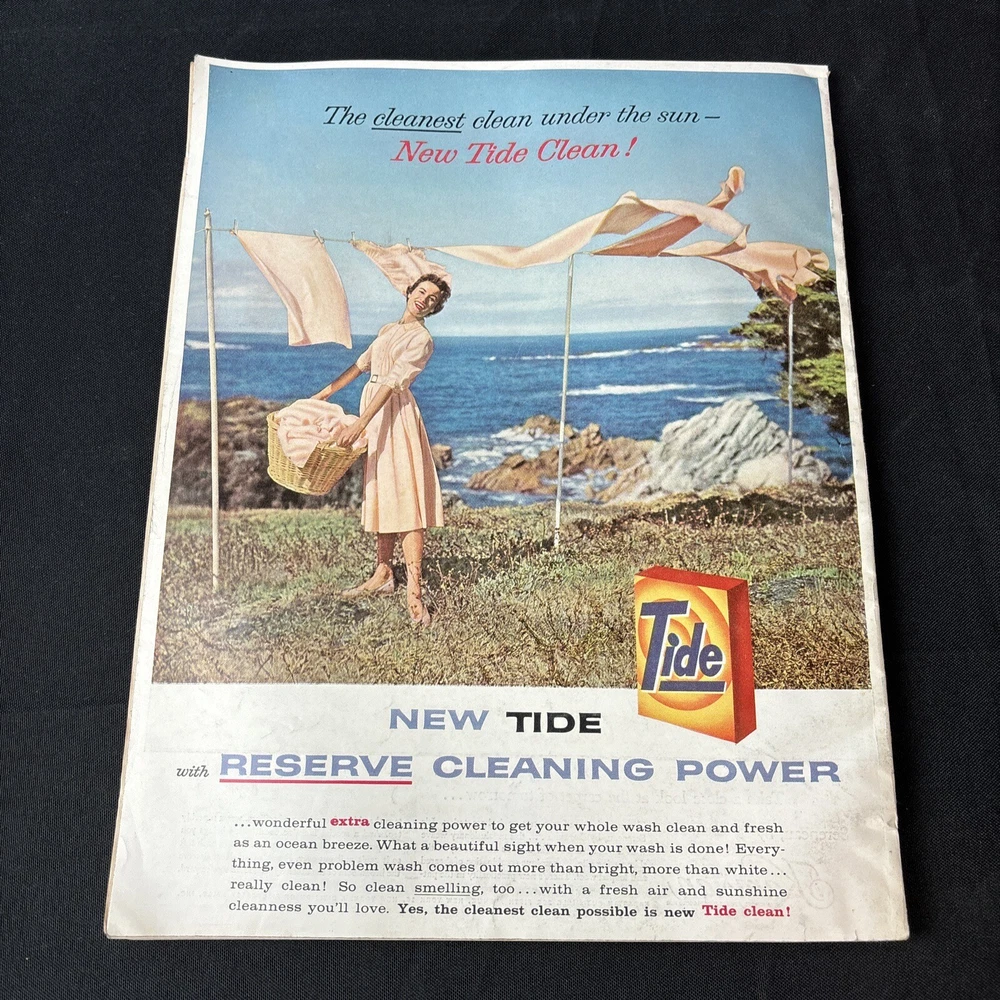 The cleanest clean under the sun –
New Tide Clean!
Tide
NEW TIDE
with RESERVE CLEANING POWER
...wonderful extra cleaning power to get your whole wash clean and fresh
as an ocean breeze. What a beautiful sight when your wash is done! Every-
thing, even problem wash comes out more than bright, more than white...
really clean! So clean smelling, too...with a fresh air and sunshine
cleanness you'll love. Yes, the cleanest clean possible is new Tide clean!